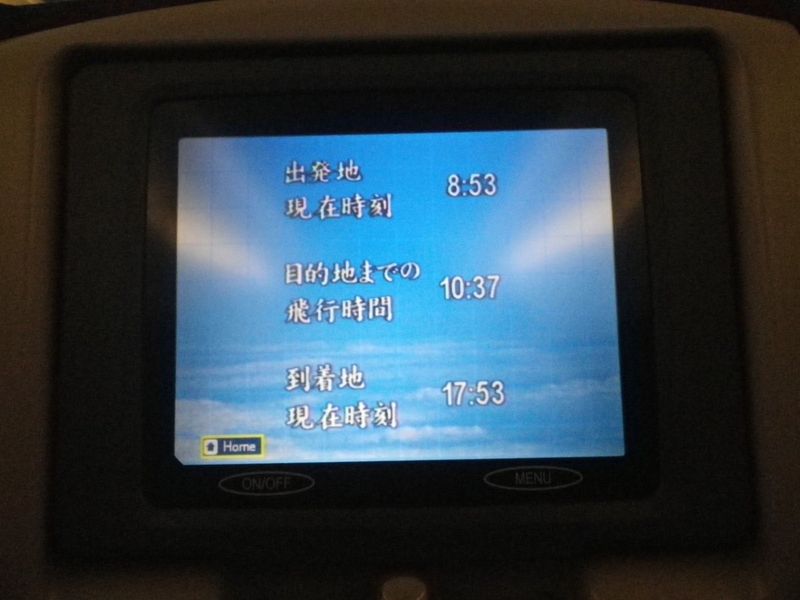 出発地
現在時刻 8:53
目的地までの
飛行時間 10:37
到着地
現在時刻 17:53
Home
ON/OFF MENU